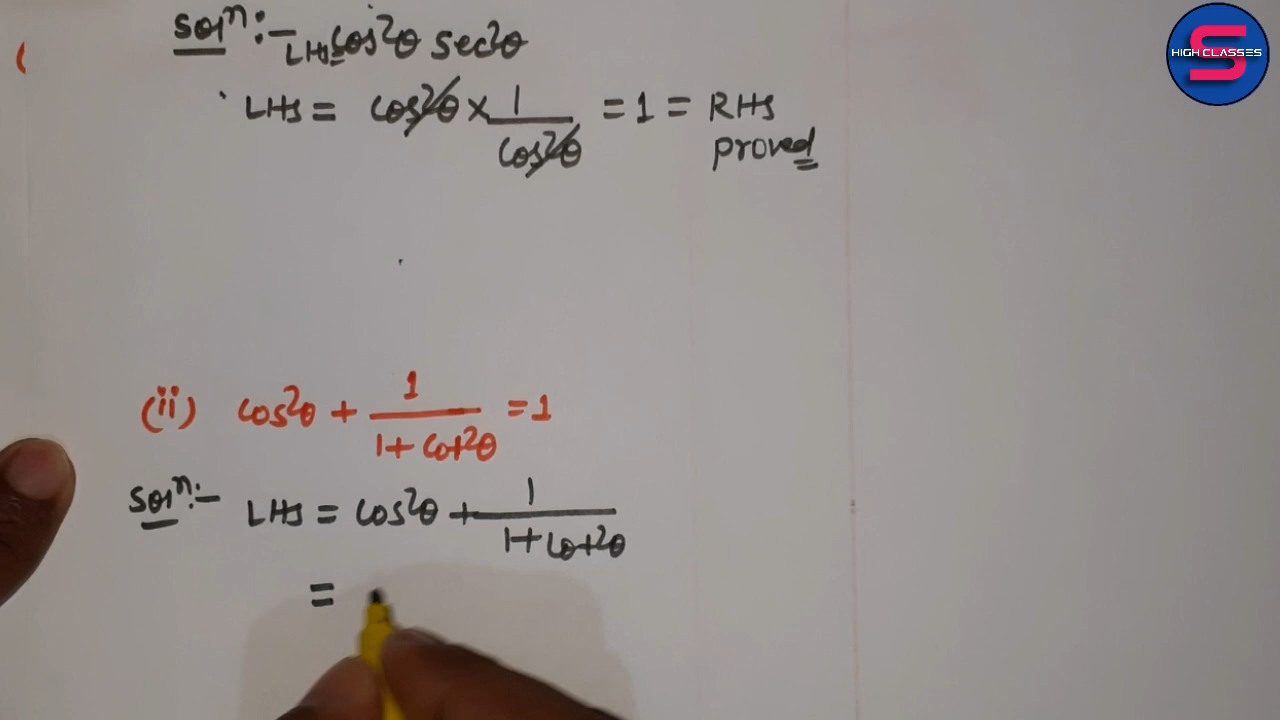 Solⁿ:- LHS cos²θ sec²θ
LHS = cos²θ × 1/cos²θ = 1 = RHS
proved
(ii) cos²θ + 1/(1 + cot²θ) = 1
Solⁿ:- LHS = cos²θ + 1/(1 + cot²θ)
=
S
HIGH CLASSES